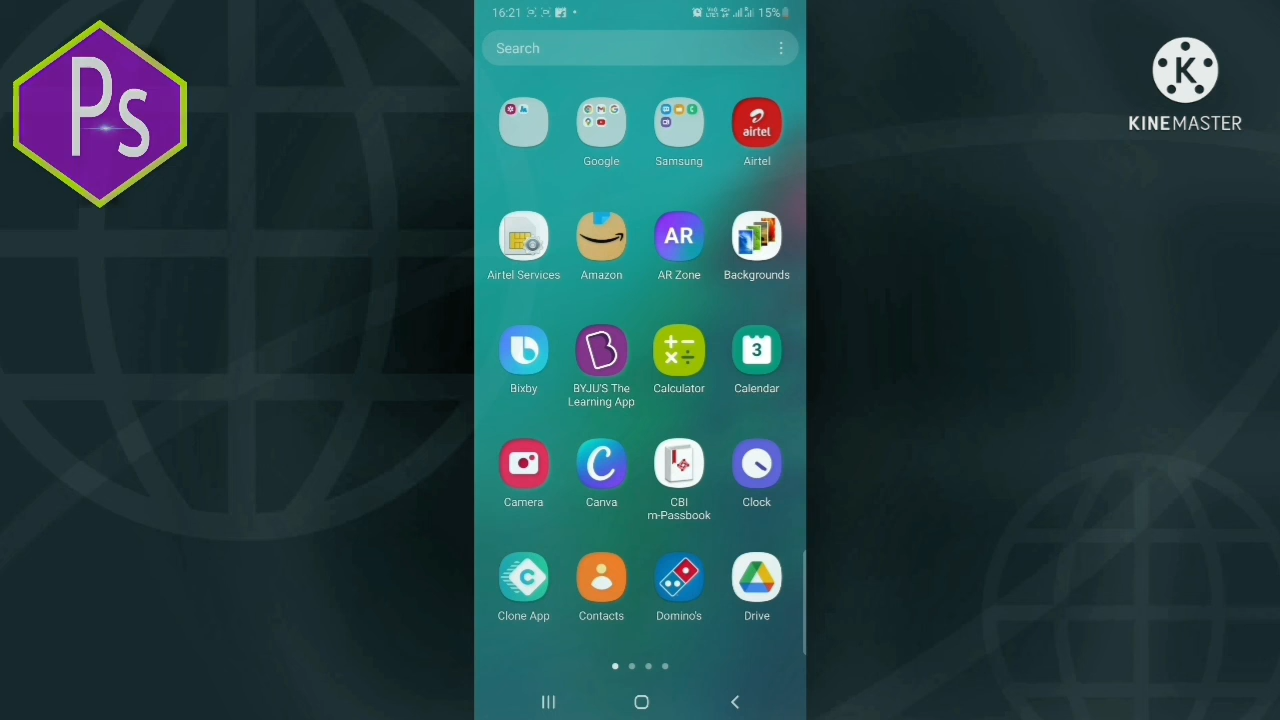 16:21
15%
Search
Ps
K
KINEMASTER
Google
Samsung
airtel
Airtel
AR
Airtel Services
Amazon
AR Zone
Backgrounds
3
Bixby
BYJU'S The
Learning App
Calculator
Calendar
Camera
Canva
CBI
m-Passbook
Clock
Clone App
Contacts
Domino's
Drive